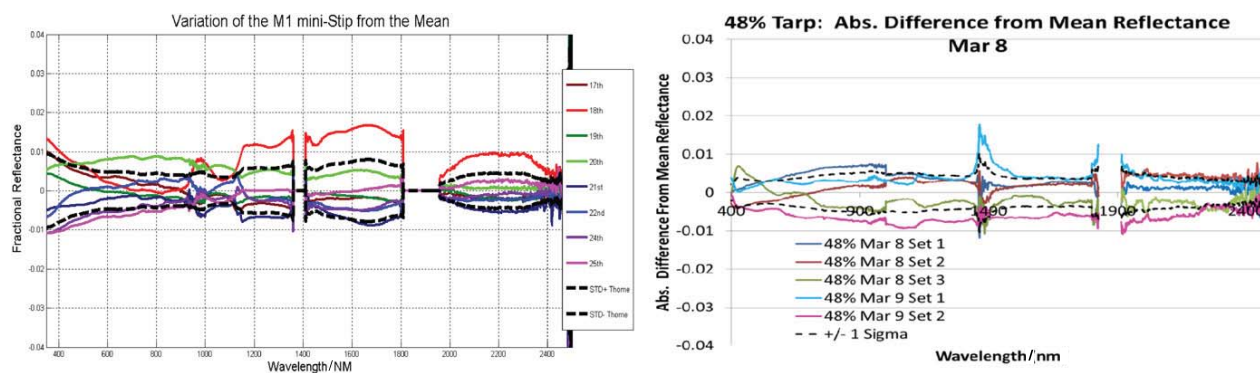 Variation of the M1 mini-Stip from the Mean
Fractional Reflectance
0.04
0.03
0.02
0.01
0
-0.01
-0.02
-0.03
-0.04
400
600
800
1000
1200
1400
1600
1800
2000
2200
2400
Wavelength/NM
17th
18th
19th
20th
21st
22nd
24th
25th
STD+ Thome
STD- Thome
48% Tarp: Abs. Difference from Mean Reflectance
Mar 8
Abs. Difference From Mean Reflectance
0.04
0.03
0.02
0.01
0
-0.01
-0.02
-0.03
-0.04
400
900
1400
1900
2400
48% Mar 8 Set 1
48% Mar 8 Set 2
48% Mar 8 Set 3
48% Mar 9 Set 1
48% Mar 9 Set 2
+/- 1 Sigma
Wavelength/nm